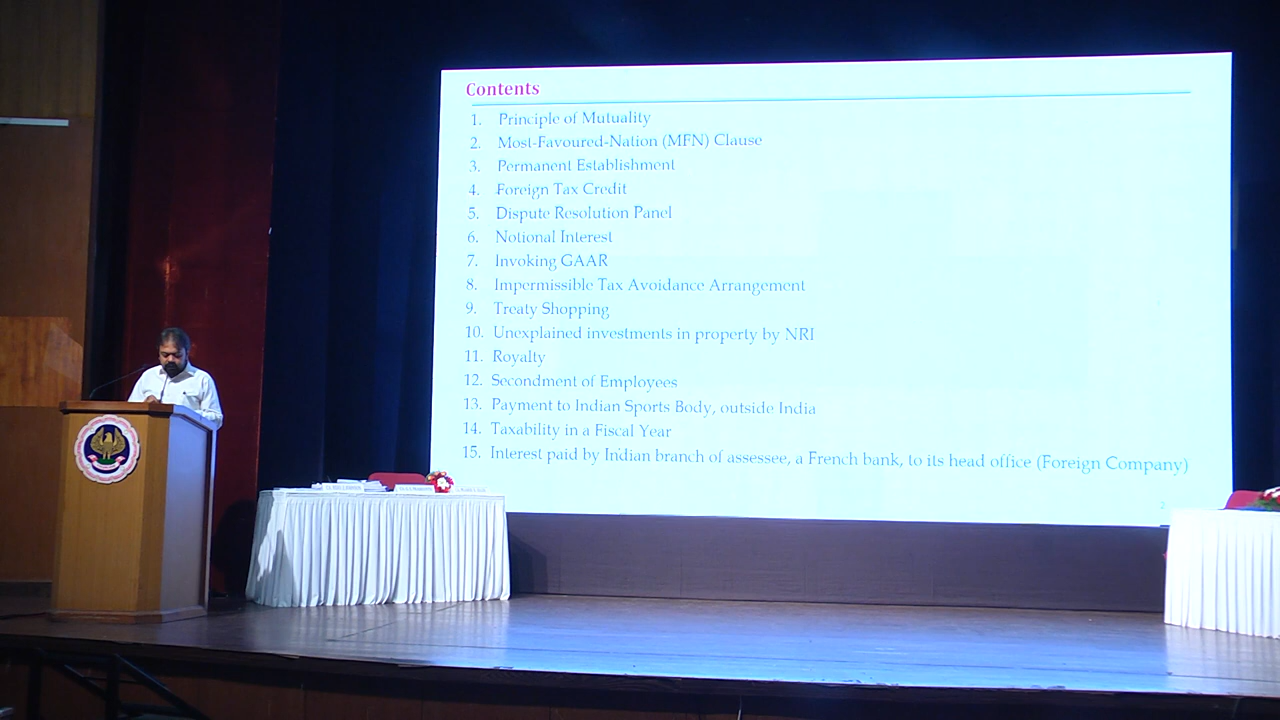 Contents
1. Principle of Mutuality
2. Most-Favoured-Nation (MFN) Clause
3. Permanent Establishment
4. Foreign Tax Credit
5. Dispute Resolution Panel
6. Notional Interest
7. Invoking GAAR
8. Impermissible Tax Avoidance Arrangement
9. Treaty Shopping
10. Unexplained investments in property by NRI
11. Royalty
12. Secondment of Employees
13. Payment to Indian Sports Body, outside India
14. Taxability in a Fiscal Year
15. Interest paid by Indian branch of assessee, a French bank, to its head office (Foreign Company)
2